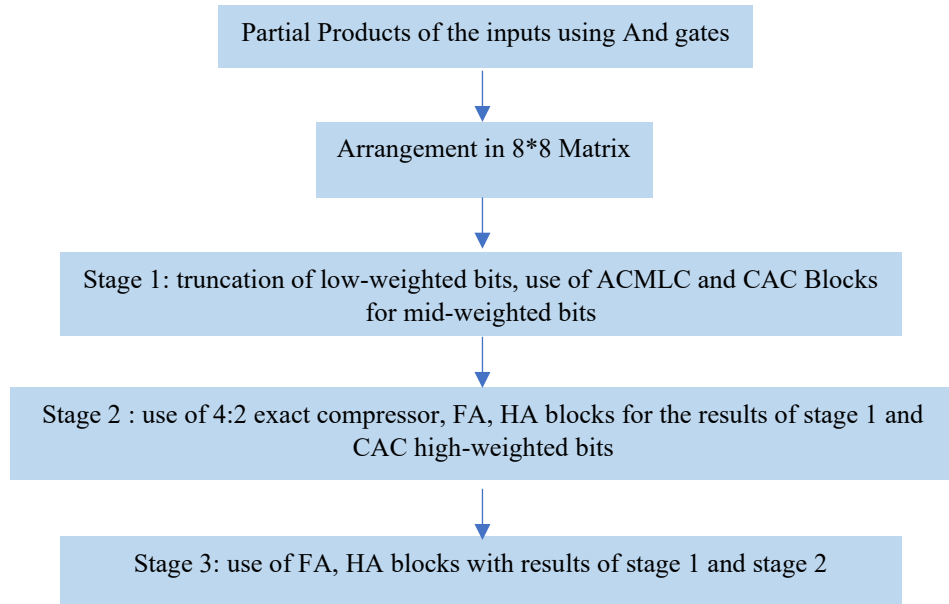 Partial Products of the inputs using And gates
Arrangement in 8*8 Matrix
Stage 1: truncation of low-weighted bits, use of ACMLC and CAC Blocks
for mid-weighted bits
Stage 2 : use of 4:2 exact compressor, FA, HA blocks for the results of stage 1 and
CAC high-weighted bits
Stage 3: use of FA, HA blocks with results of stage 1 and stage 2